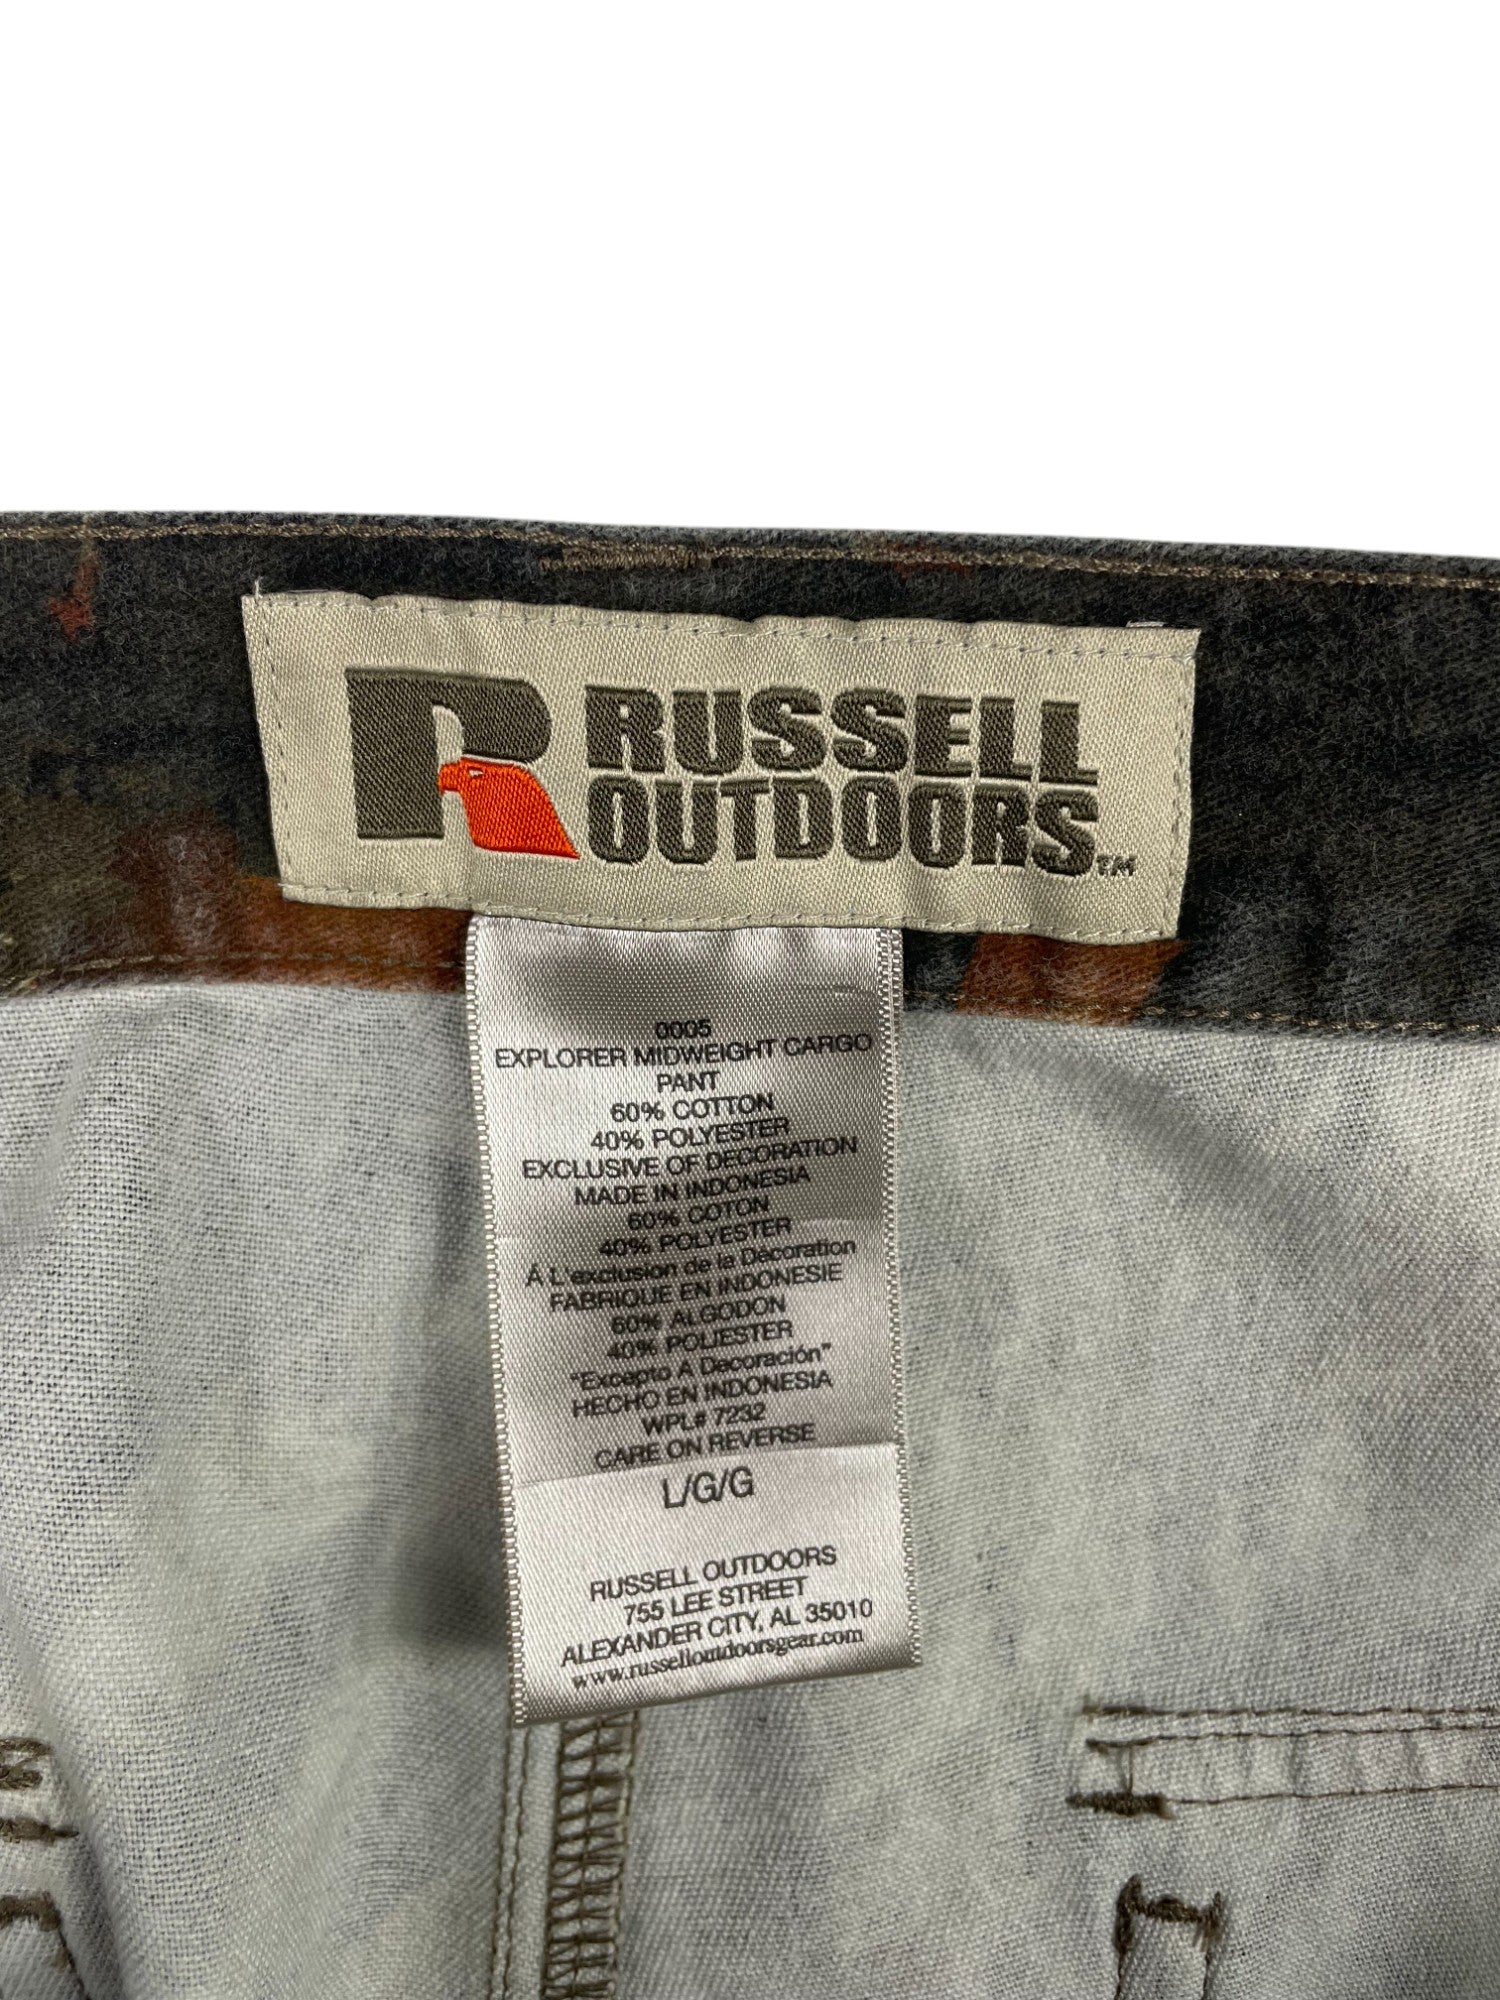 RUSSELL
OUTDOORS™
0005
EXPLORER MIDWEIGHT CARGO
PANT
60% COTTON
40% POLYESTER
EXCLUSIVE OF DECORATION
MADE IN INDONESIA
60% COTON
40% POLYESTER
À L'exclusion de la Décoration
FABRIQUE EN INDONESIE
60% ALGODON
40% POLIESTER
"Excepto A Decoración"
HECHO EN INDONESIA
WPL# 7232
CARE ON REVERSE
L/G/G
RUSSELL OUTDOORS
755 LEE STREET
ALEXANDER CITY, AL 35010
www.russelloutdoorsgear.com